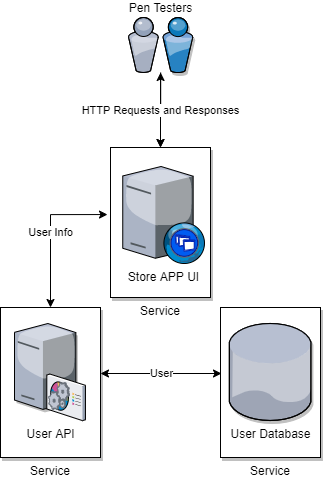 Pen Testers
HTTP Requests and Responses
Store APP UI
Service
User Info
User API
Service
User
User Database
Service